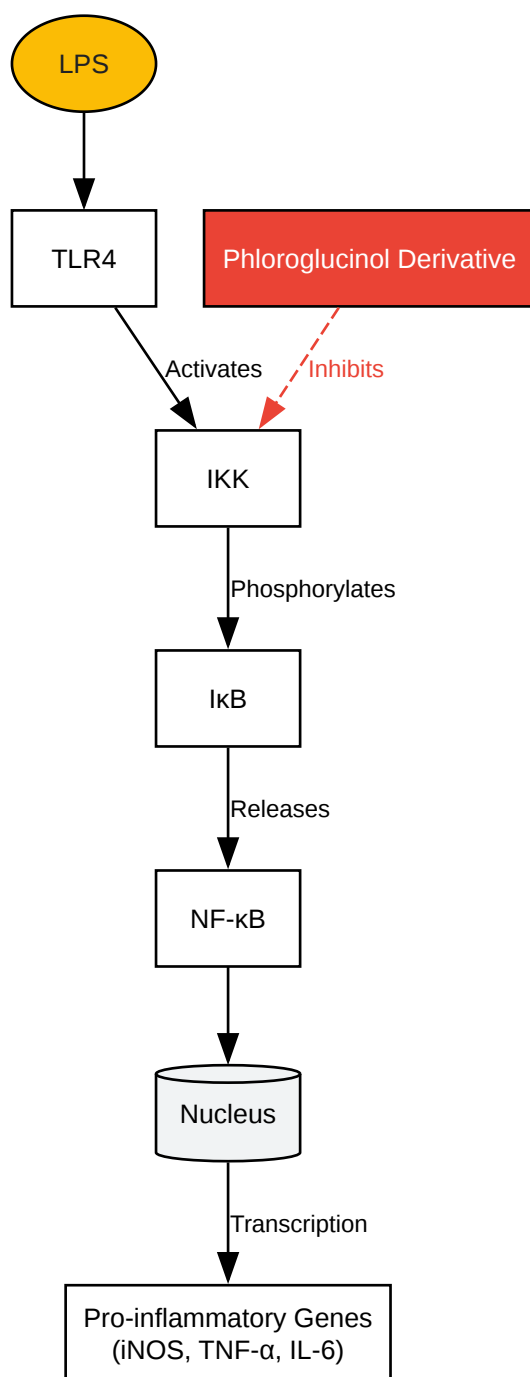 LPS
TLR4
Phloroglucinol Derivative
Activates
Inhibits
IKK
Phosphorylates
IκB
Releases
NF-κB
Nucleus
Transcription
Pro-inflammatory Genes
(iNOS, TNF-α, IL-6)